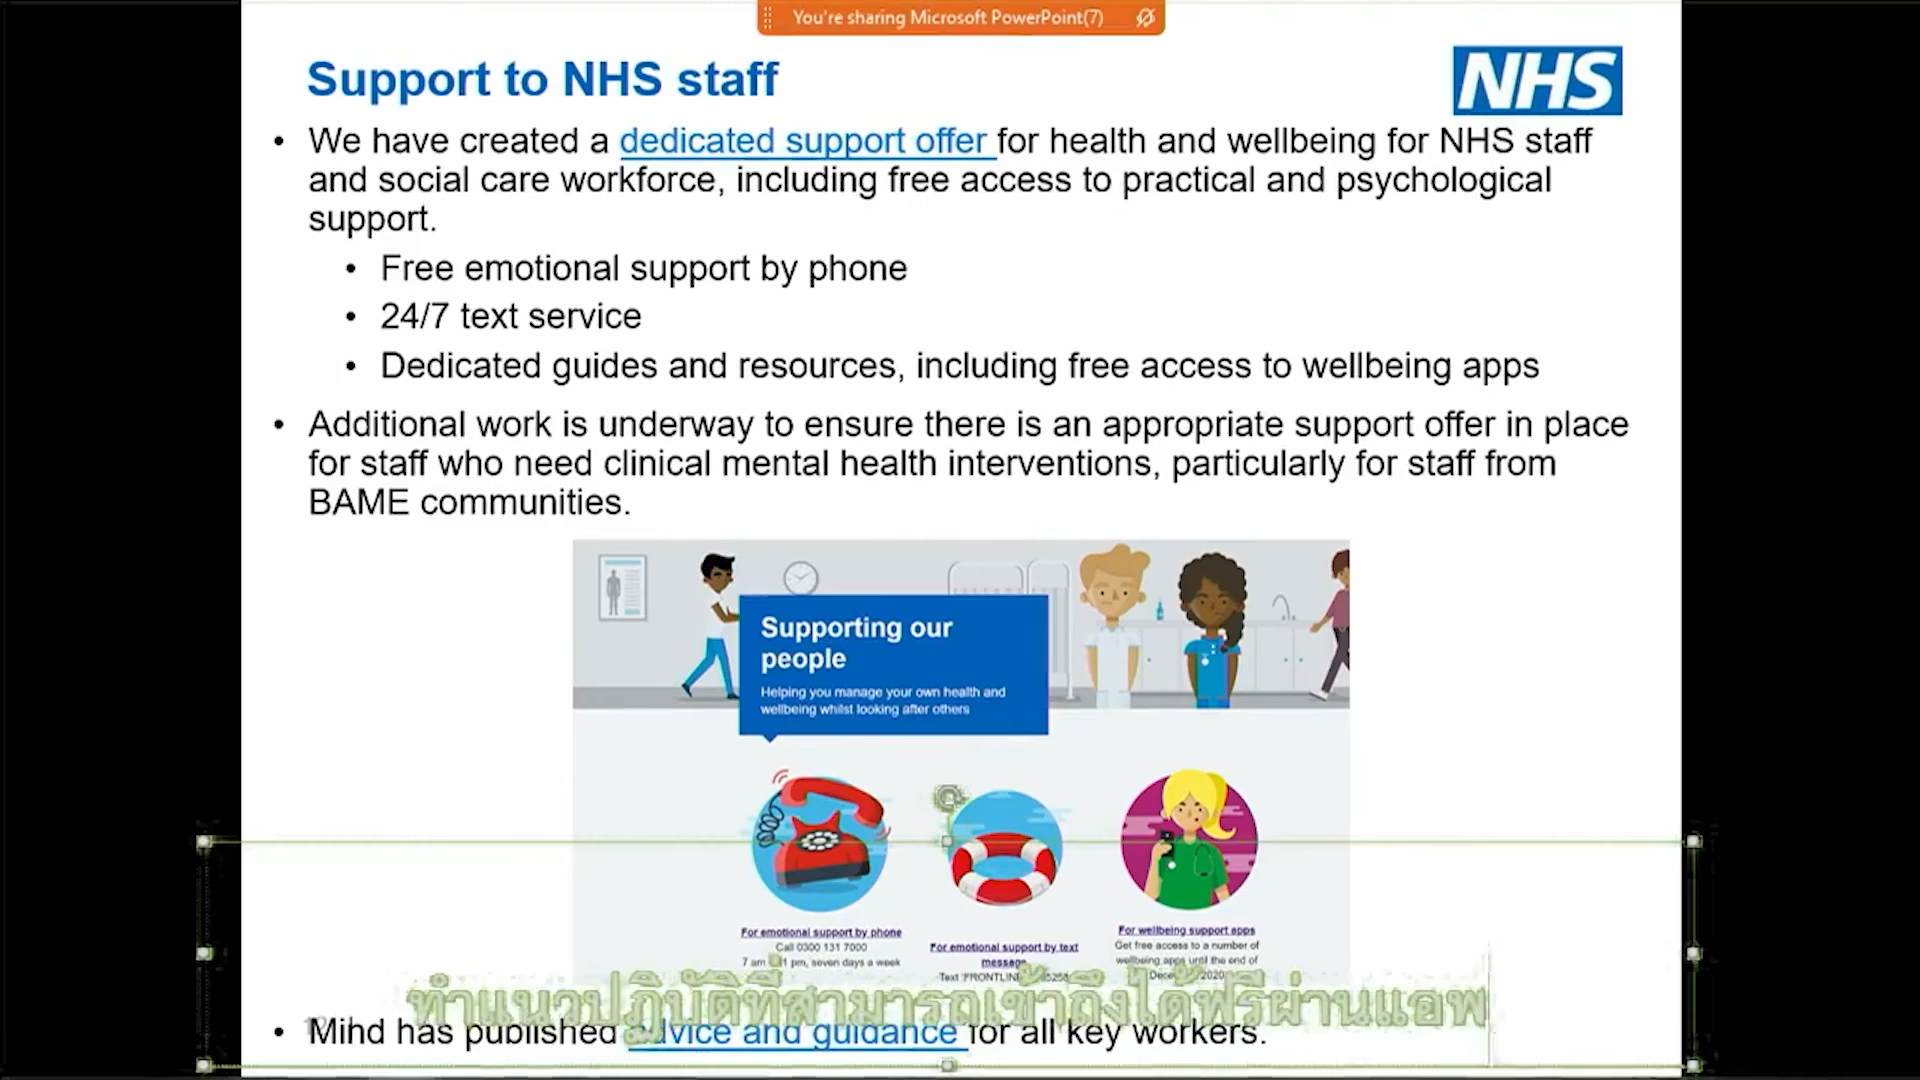 You're sharing Microsoft PowerPoint(7)
Support to NHS staff
NHS
• We have created a dedicated support offer for health and wellbeing for NHS staff
and social care workforce, including free access to practical and psychological
support.
• Free emotional support by phone
• 24/7 text service
• Dedicated guides and resources, including free access to wellbeing apps
• Additional work is underway to ensure there is an appropriate support offer in place
for staff who need clinical mental health interventions, particularly for staff from
BAME communities.
Supporting our
people
Helping you manage your own health and
wellbeing whilst looking after others
For emotional support by phone
Call 0300 131 7000
7 am pm, seven days a week
For emotional support by text
message
Text 'FRONTLINE
For wellbeing support apps
Get free access to a number of
wellbeing apps until the end of
2020
ทำแนวปฏิบัติที่สามารถเข้าถึงได้ฟรีผ่านแอพ
• Mind has published advice and guidance for all key workers.